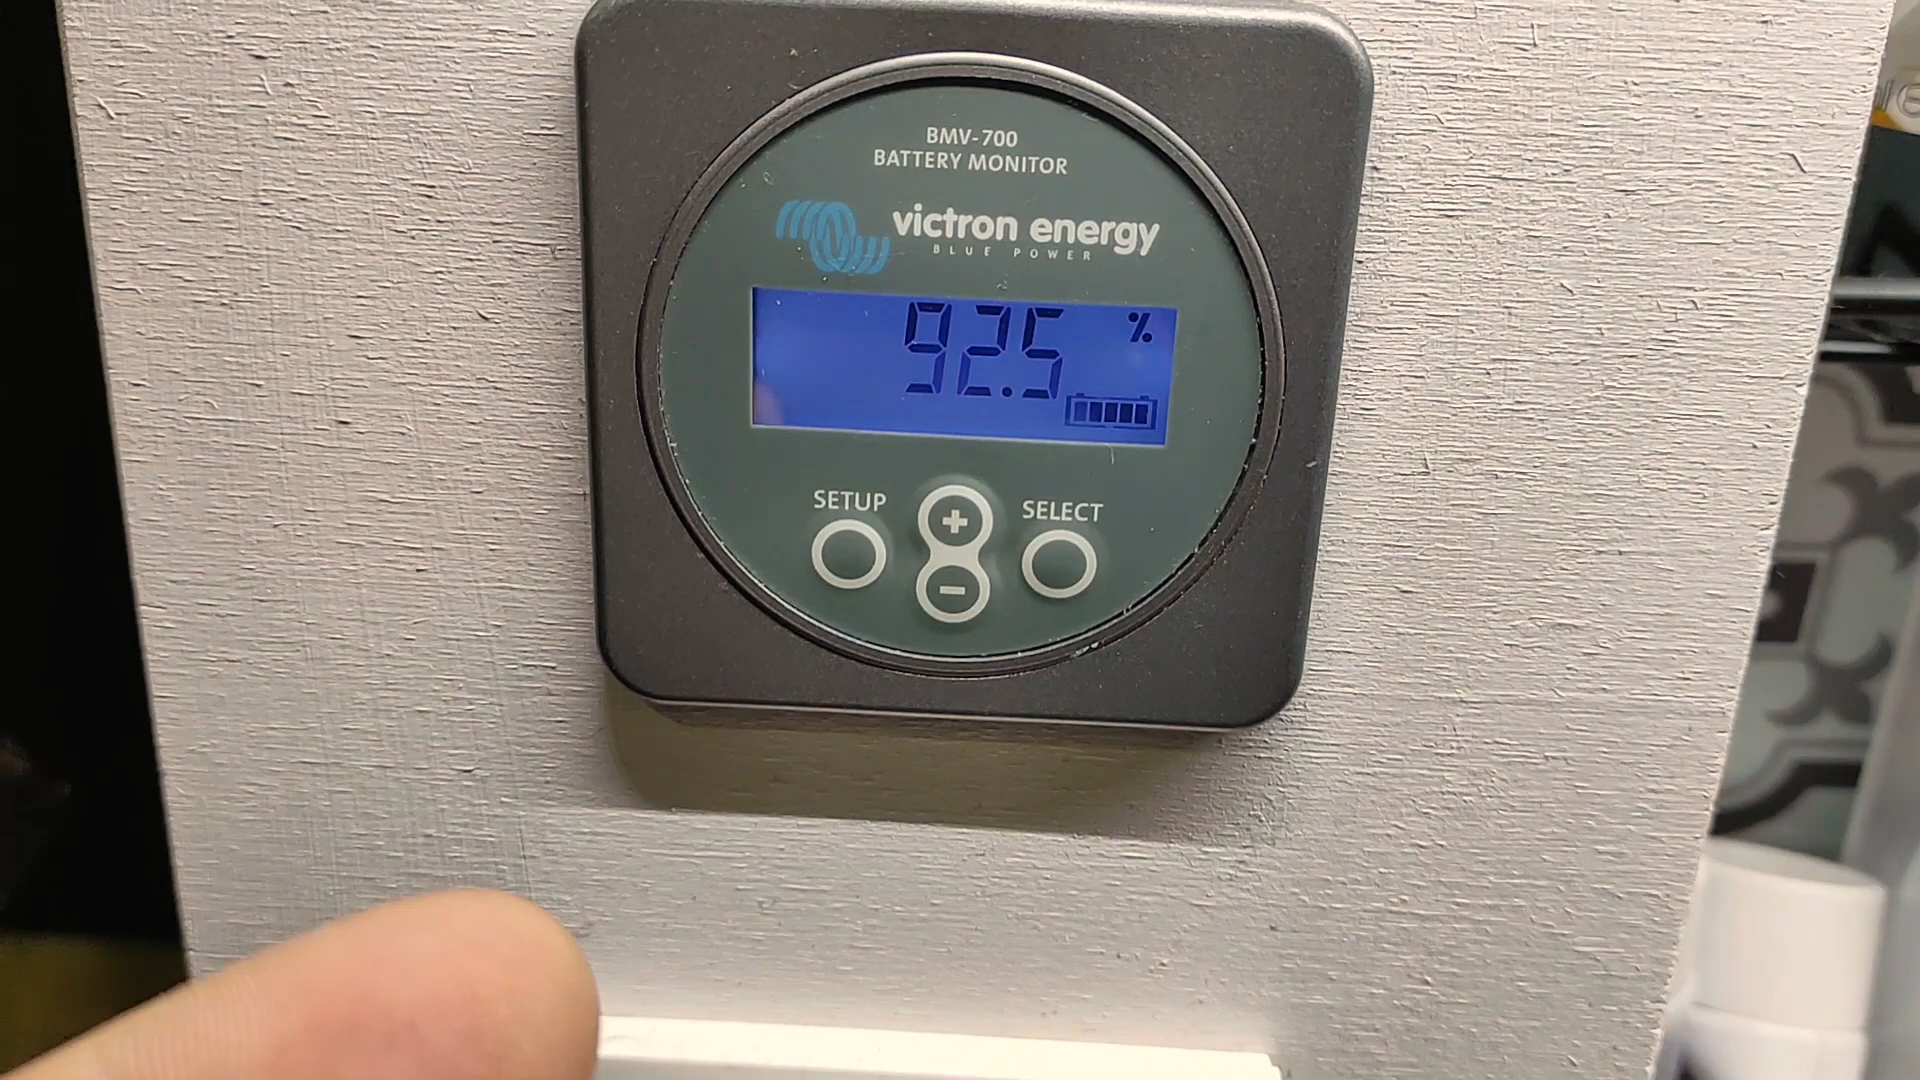 BMV-700
BATTERY MONITOR
victron energy
BLUE POWER
92.5 %
SETUP
+
SELECT
-